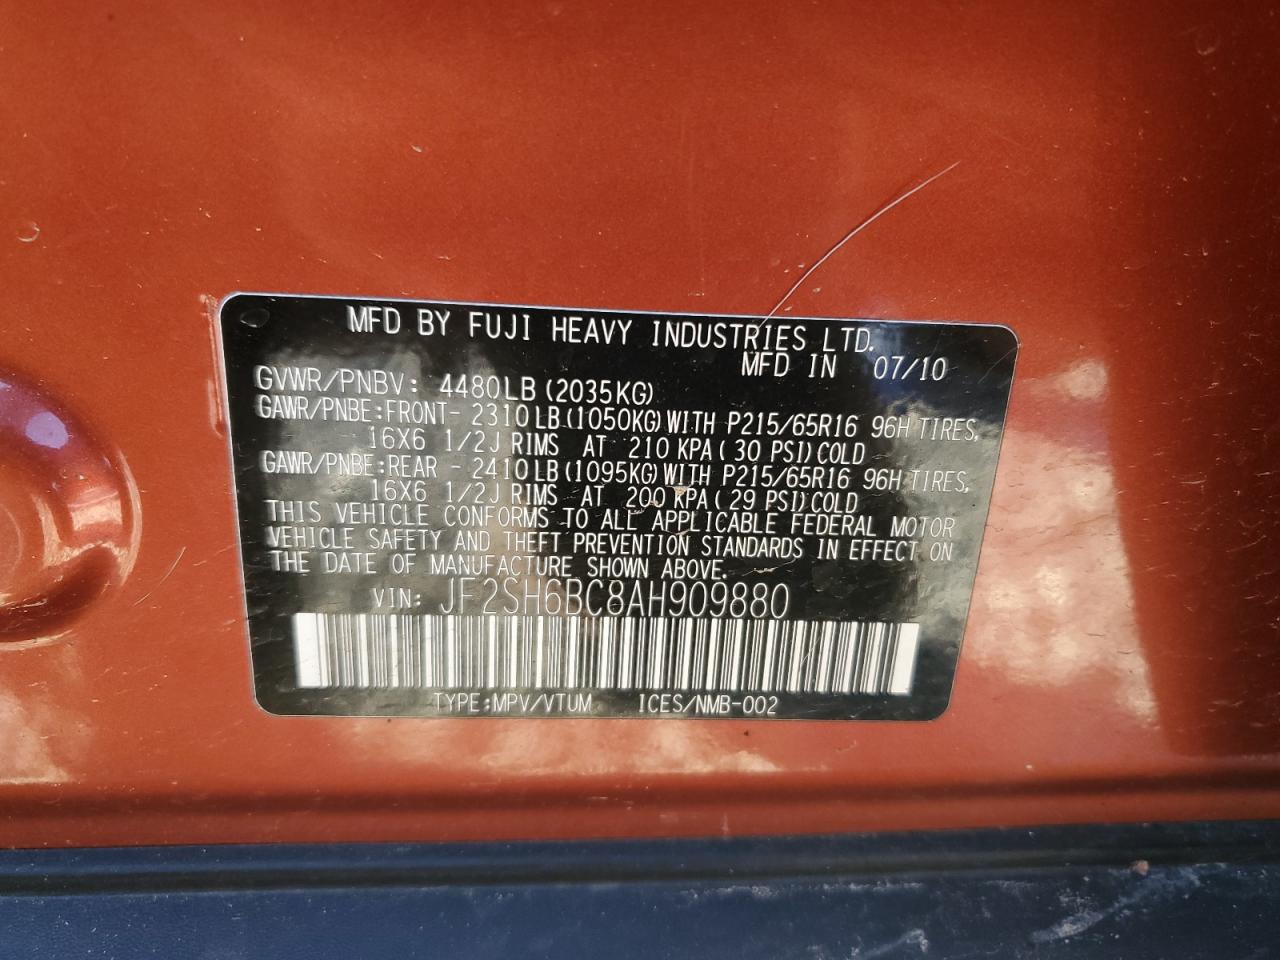 MFD BY FUJI HEAVY INDUSTRIES LTD.
MFD IN 07/10
GVWR/PNBV: 4480LB (2035KG)
GAWR/PNBE:FRONT- 2310LB(1050KG)WITH P215/65R16 96H TIRES,
16X6 1/2J RIMS AT 210 KPA( 30 PSI)COLD
GAWR/PNBE:REAR - 2410LB(1095KG)WITH P215/65R16 96H TIRES,
16X6 1/2J RIMS AT 200 KPA( 29 PSI)COLD
THIS VEHICLE CONFORMS TO ALL APPLICABLE FEDERAL MOTOR
VEHICLE SAFETY AND THEFT PREVENTION STANDARDS IN EFFECT ON
THE DATE OF MANUFACTURE SHOWN ABOVE.
VIN: JF2SH6BC8AH909880
TYPE:MPV/VTUM ICES/NMB-002